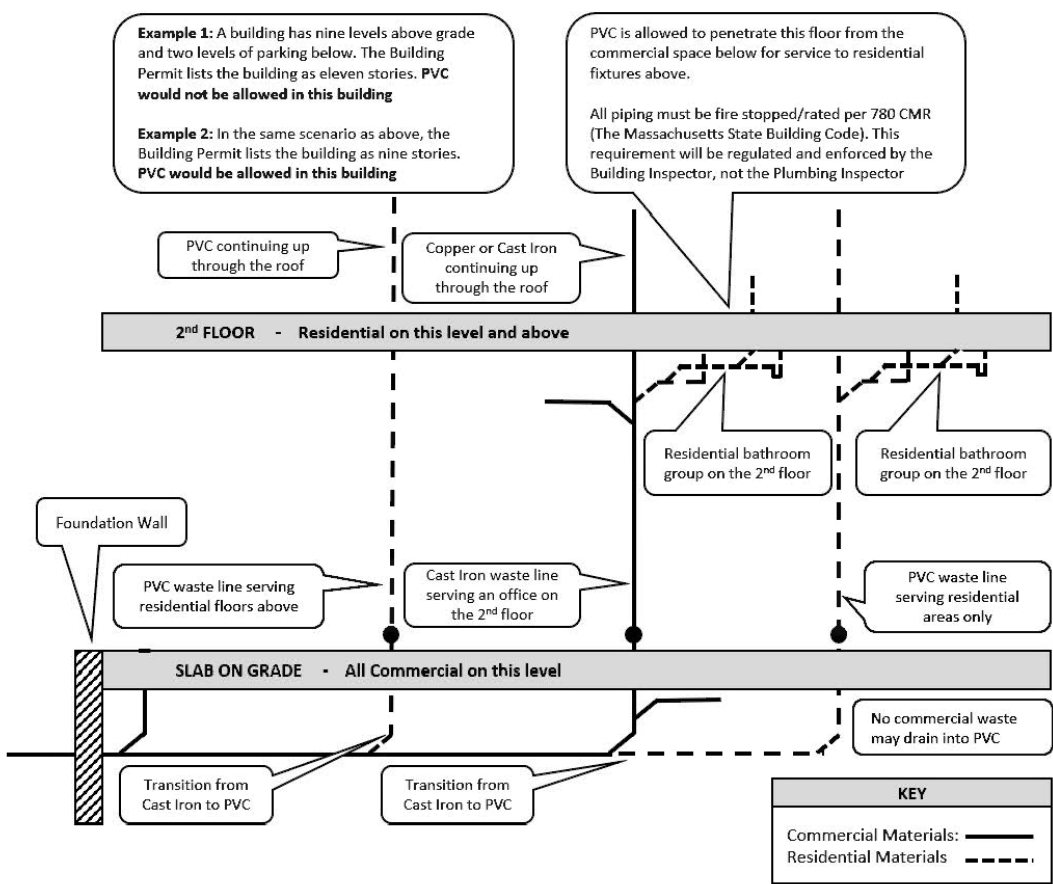 Example 1: A building has nine levels above grade
and two levels of parking below. The Building
Permit lists the building as eleven stories. PVC
would not be allowed in this building
Example 2: In the same scenario as above, the
Building Permit lists the building as nine stories.
PVC would be allowed in this building
PVC is allowed to penetrate this floor from the
commercial space below for service to residential
fixtures above.
All piping must be fire stopped/rated per 780 CMR
(The Massachusetts State Building Code). This
requirement will be regulated and enforced by the
Building Inspector, not the Plumbing Inspector
PVC continuing up
through the roof
Copper or Cast Iron
continuing up
through the roof
2nd FLOOR - Residential on this level and above
Residential bathroom
group on the 2nd floor
Residential bathroom
group on the 2nd floor
Foundation Wall
PVC waste line serving
residential floors above
Cast Iron waste line
serving an office on
the 2nd floor
PVC waste line
serving residential
areas only
SLAB ON GRADE - All Commercial on this level
No commercial waste
may drain into PVC
Transition from
Cast Iron to PVC
Transition from
Cast Iron to PVC
KEY
Commercial Materials:
Residential Materials